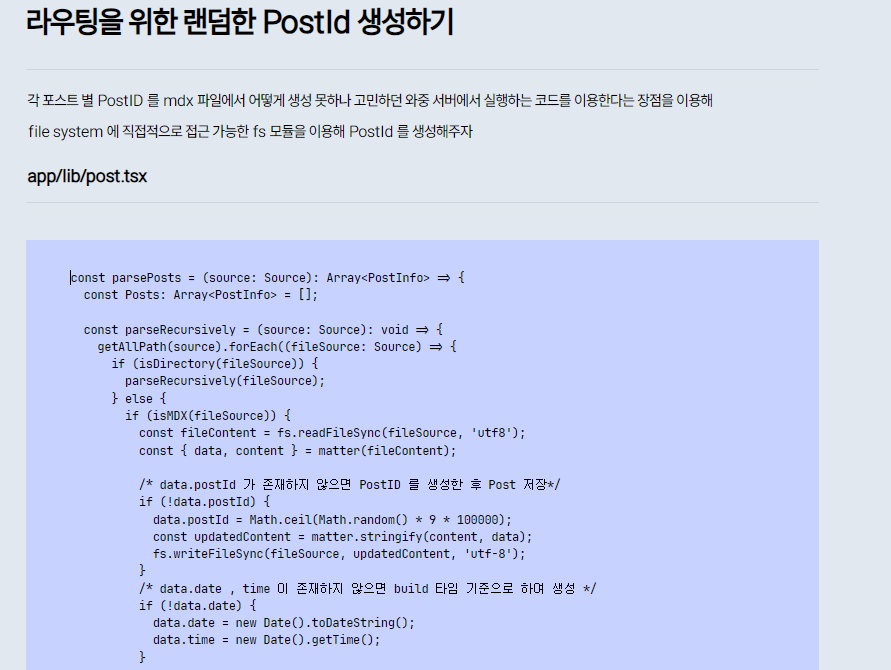 라우팅을 위한 랜덤한 PostId 생성하기
각 포스트 별 PostID 를 mdx 파일에서 어떻게 생성 못하나 고민하던 와중 서버에서 실행하는 코드를 이용한다는 장점을 이용해
file system 에 직접적으로 접근 가능한 fs 모듈을 이용해 PostId 를 생성해주자
app/lib/post.tsx
const parsePosts = (source: Source): Array<PostInfo> => {
  const Posts: Array<PostInfo> = [];
  const parseRecursively = (source: Source): void => {
    getAllPath(source).forEach((fileSource: Source) => {
      if (isDirectory(fileSource)) {
        parseRecursively(fileSource);
      } else {
        if (isMDX(fileSource)) {
          const fileContent = fs.readFileSync(fileSource, 'utf8');
          const { data, content } = matter(fileContent);
          /* data.postId 가 존재하지 않으면 PostID 를 생성한 후 Post 저장*/
          if (!data.postId) {
            data.postId = Math.ceil(Math.random() * 9 * 100000);
            const updatedContent = matter.stringify(content, data);
            fs.writeFileSync(fileSource, updatedContent, 'utf-8');
          }
          /* data.date , time 이 존재하지 않으면 build 타임 기준으로 하여 생성 */
          if (!data.date) {
            data.date = new Date().toDateString();
            data.time = new Date().getTime();
          }